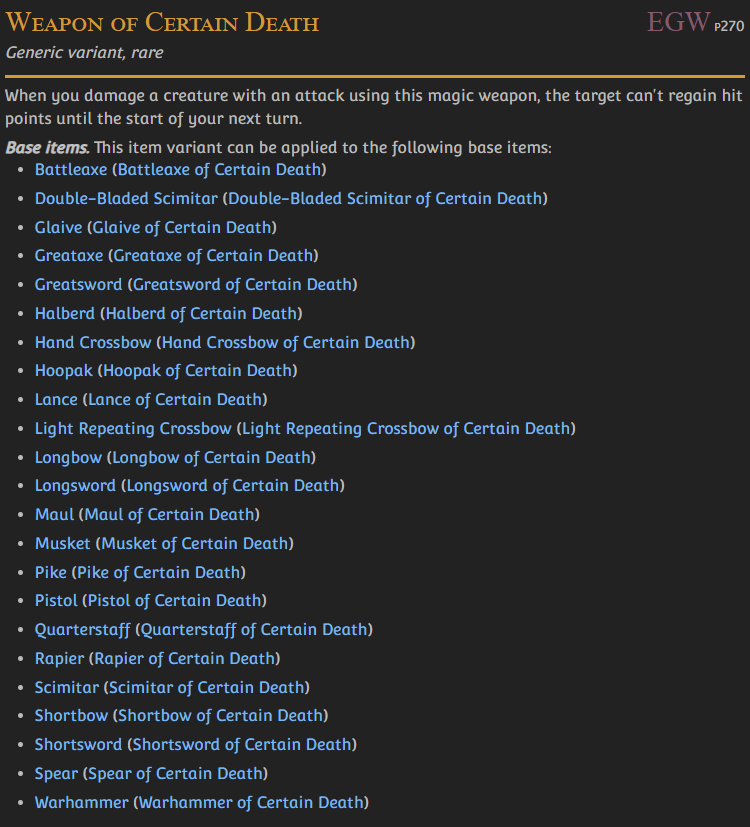 Weapon of Certain Death
EGW p270
Generic variant, rare
When you damage a creature with an attack using this magic weapon, the target can't regain hit
points until the start of your next turn.
Base items. This item variant can be applied to the following base items:
• Battleaxe (Battleaxe of Certain Death)
• Double-Bladed Scimitar (Double-Bladed Scimitar of Certain Death)
• Glaive (Glaive of Certain Death)
• Greataxe (Greataxe of Certain Death)
• Greatsword (Greatsword of Certain Death)
• Halberd (Halberd of Certain Death)
• Hand Crossbow (Hand Crossbow of Certain Death)
• Hoopak (Hoopak of Certain Death)
• Lance (Lance of Certain Death)
• Light Repeating Crossbow (Light Repeating Crossbow of Certain Death)
• Longbow (Longbow of Certain Death)
• Longsword (Longsword of Certain Death)
• Maul (Maul of Certain Death)
• Musket (Musket of Certain Death)
• Pike (Pike of Certain Death)
• Pistol (Pistol of Certain Death)
• Quarterstaff (Quarterstaff of Certain Death)
• Rapier (Rapier of Certain Death)
• Scimitar (Scimitar of Certain Death)
• Shortbow (Shortbow of Certain Death)
• Shortsword (Shortsword of Certain Death)
• Spear (Spear of Certain Death)
• Warhammer (Warhammer of Certain Death)